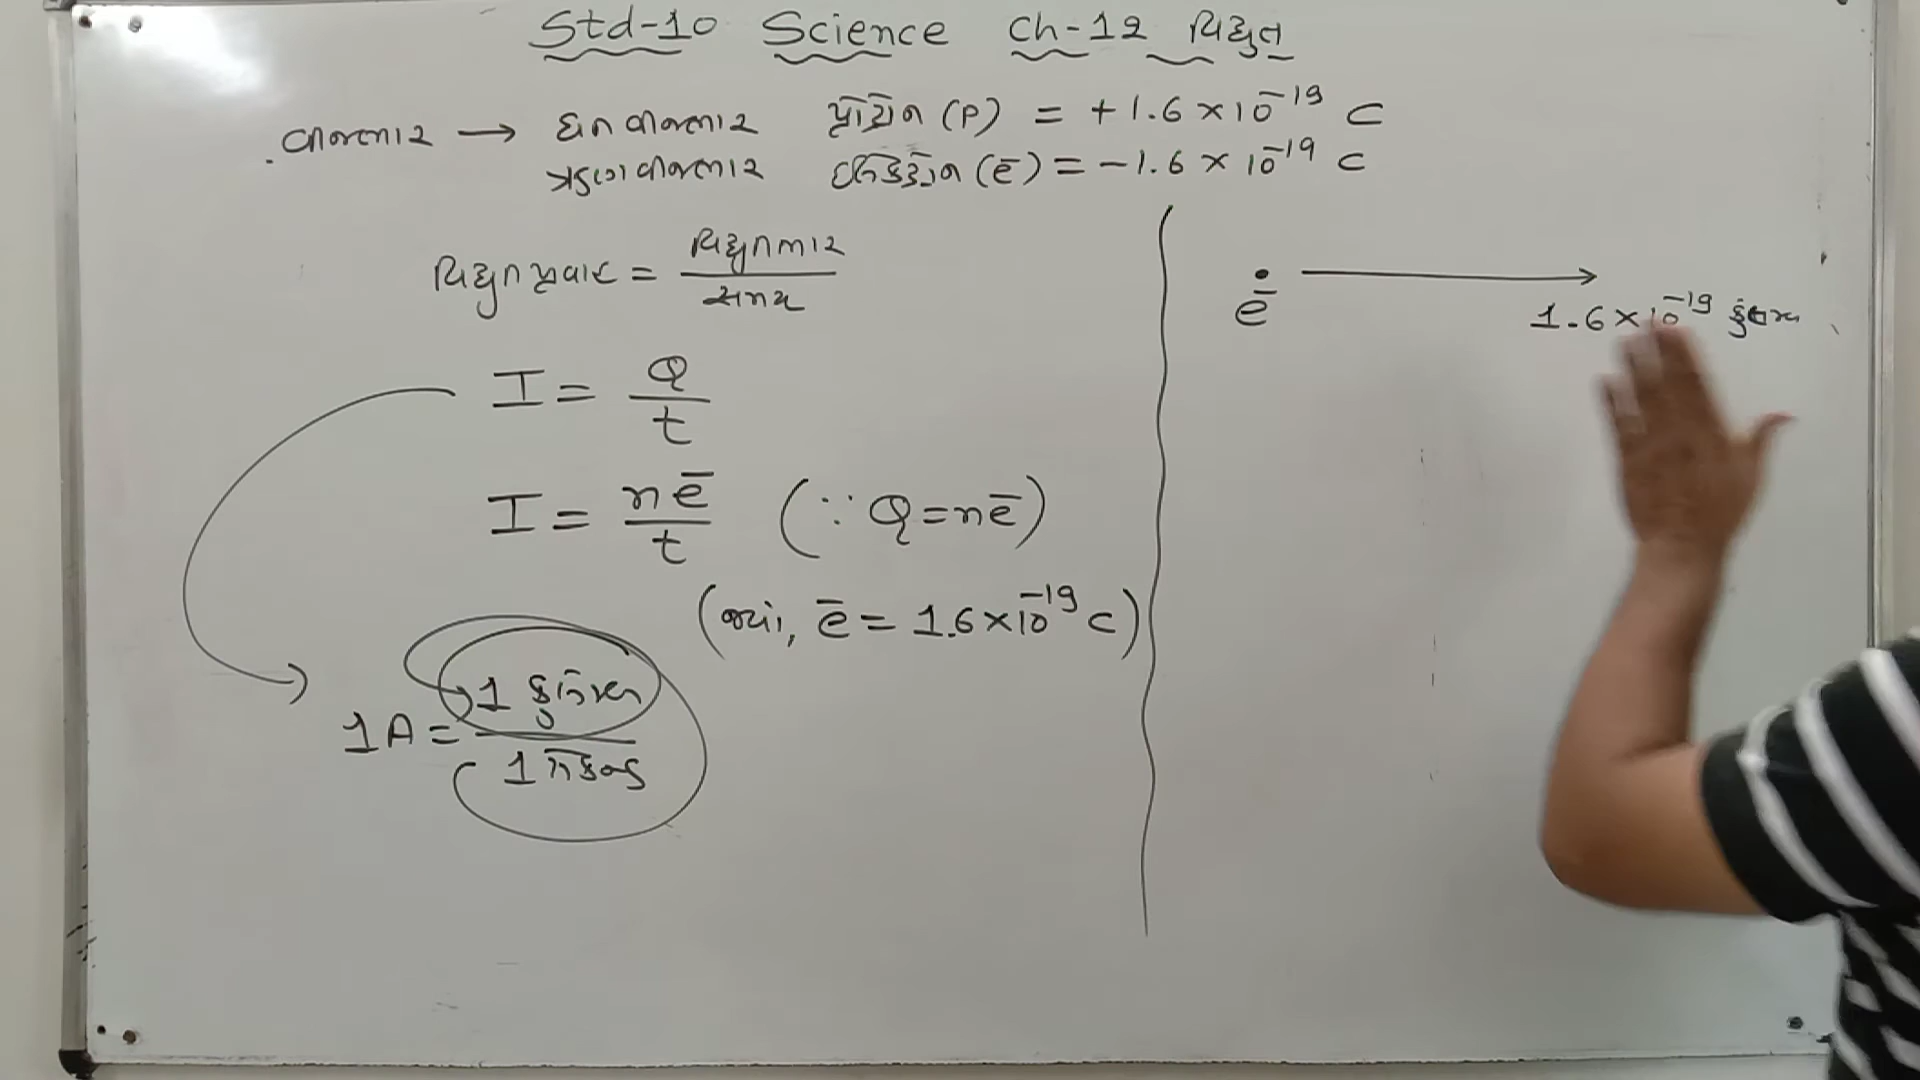 Std-10 Science Ch-12 વિદ્યુત
વીજભાર → ધન વીજભાર પ્રોટોન (P) = +1.6 × 10⁻¹⁹ C
ઋણ વીજભાર ઈલેક્ટ્રોન (e̅) = −1.6 × 10⁻¹⁹ C
વિદ્યુતપ્રવાહ = વિદ્યુતભાર / સમય
I = Q / t
I = ne̅ / t (∵ Q = ne̅)
(જ્યાં, e̅ = 1.6×10⁻¹⁹ C)
1A = 1 કુલંબ / 1 સેકન્ડ
e̅ → 1.6×10⁻¹⁹ કુલંબ